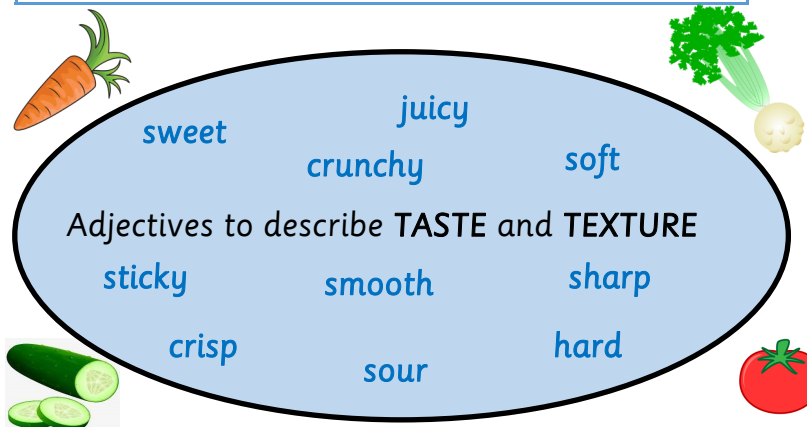 juicy
sweet
crunchy
soft
Adjectives to describe TASTE and TEXTURE
sticky
smooth
sharp
crisp
hard
sour